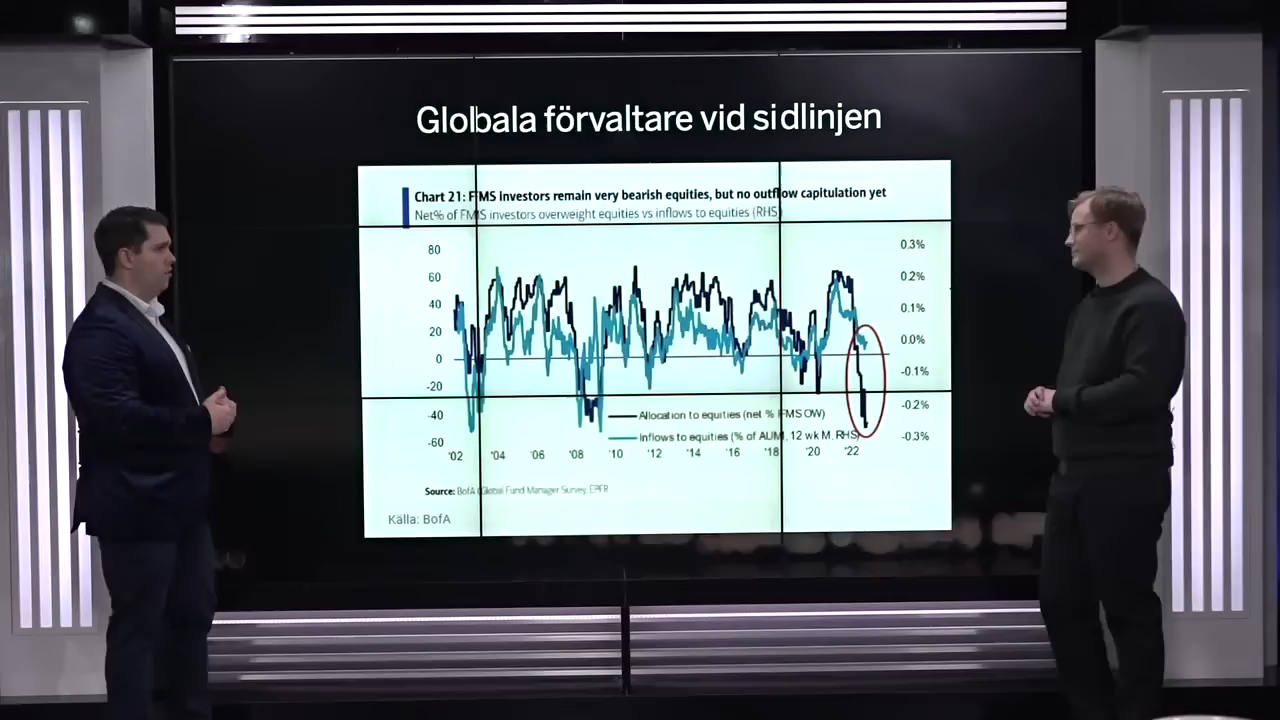 Globala förvaltare vid sidlinjen
Chart 21: FMS investors remain very bearish equities, but no outflow capitulation yet
Net% of FMS investors overweight equities vs inflows to equities (RHS)
80 0.3%
60 0.2%
40 0.1%
20 0.0%
0 -0.1%
-20 -0.2%
-40 -0.3%
-60
Allocation to equities (net % FMS OW)
Inflows to equities (% of AUM, 12 wk M, RHS)
'02 '04 '06 '08 '10 '12 '14 '16 '18 '20 '22
Source: BofA Global Fund Manager Survey, EPFR
Källa: BofA